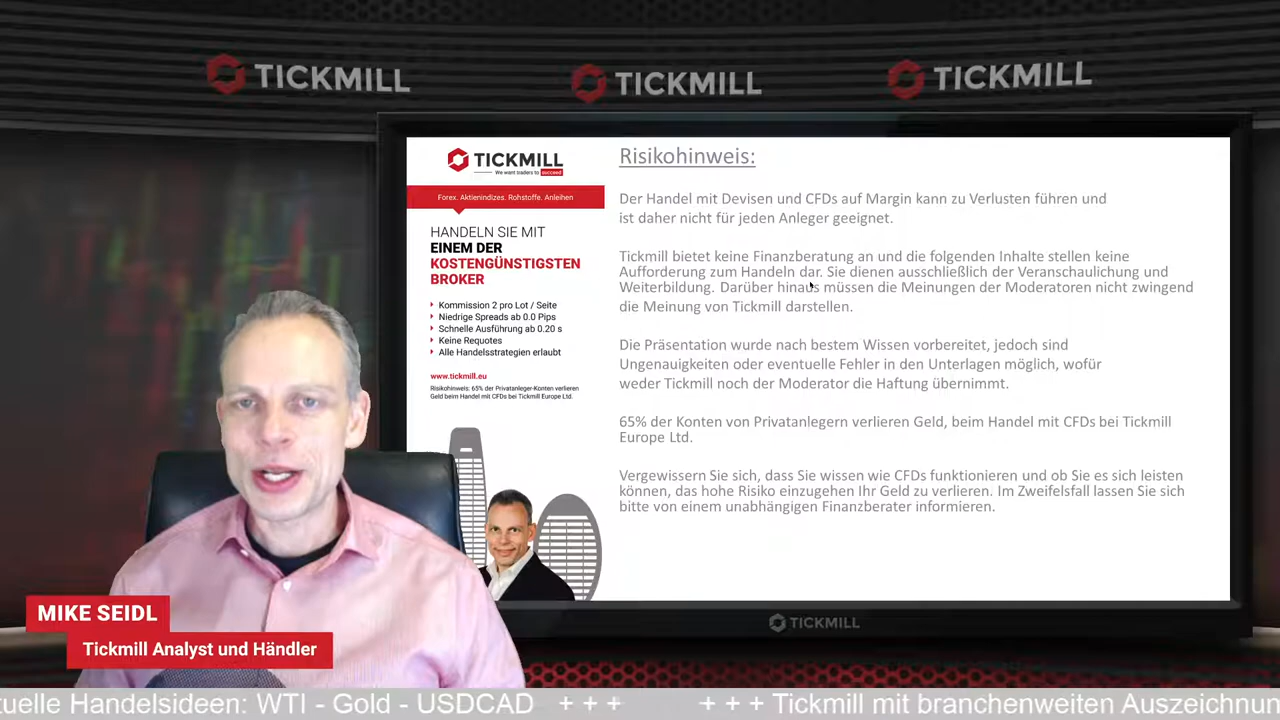 TICKMILL
TICKMILL
TICKMILL
TICKMILL
We want traders to succeed
Forex. Aktienindizes. Rohstoffe. Anleihen
HANDELN SIE MIT
EINEM DER
KOSTENGÜNSTIGSTEN
BROKER
Kommission 2 pro Lot / Seite
Niedrige Spreads ab 0.0 Pips
Schnelle Ausführung ab 0.20 s
Keine Requotes
Alle Handelsstrategien erlaubt
www.tickmill.eu
Risikohinweis: 65% der Privatanleger-Konten verlieren
Geld beim Handel mit CFDs bei Tickmill Europe Ltd.
Risikohinweis:
Der Handel mit Devisen und CFDs auf Margin kann zu Verlusten führen und
ist daher nicht für jeden Anleger geeignet.
Tickmill bietet keine Finanzberatung an und die folgenden Inhalte stellen keine
Aufforderung zum Handeln dar. Sie dienen ausschließlich der Veranschaulichung und
Weiterbildung. Darüber hinaus müssen die Meinungen der Moderatoren nicht zwingend
die Meinung von Tickmill darstellen.
Die Präsentation wurde nach bestem Wissen vorbereitet, jedoch sind
Ungenauigkeiten oder eventuelle Fehler in den Unterlagen möglich, wofür
weder Tickmill noch der Moderator die Haftung übernimmt.
65% der Konten von Privatanlegern verlieren Geld, beim Handel mit CFDs bei Tickmill
Europe Ltd.
Vergewissern Sie sich, dass Sie wissen wie CFDs funktionieren und ob Sie es sich leisten
können, das hohe Risiko einzugehen Ihr Geld zu verlieren. Im Zweifelsfall lassen Sie sich
bitte von einem unabhängigen Finanzberater informieren.
TICKMILL
MIKE SEIDL
Tickmill Analyst und Händler
tuelle Handelsideen: WTI - Gold - USDCAD + + + + + + Tickmill mit branchenweiten Auszeichnun